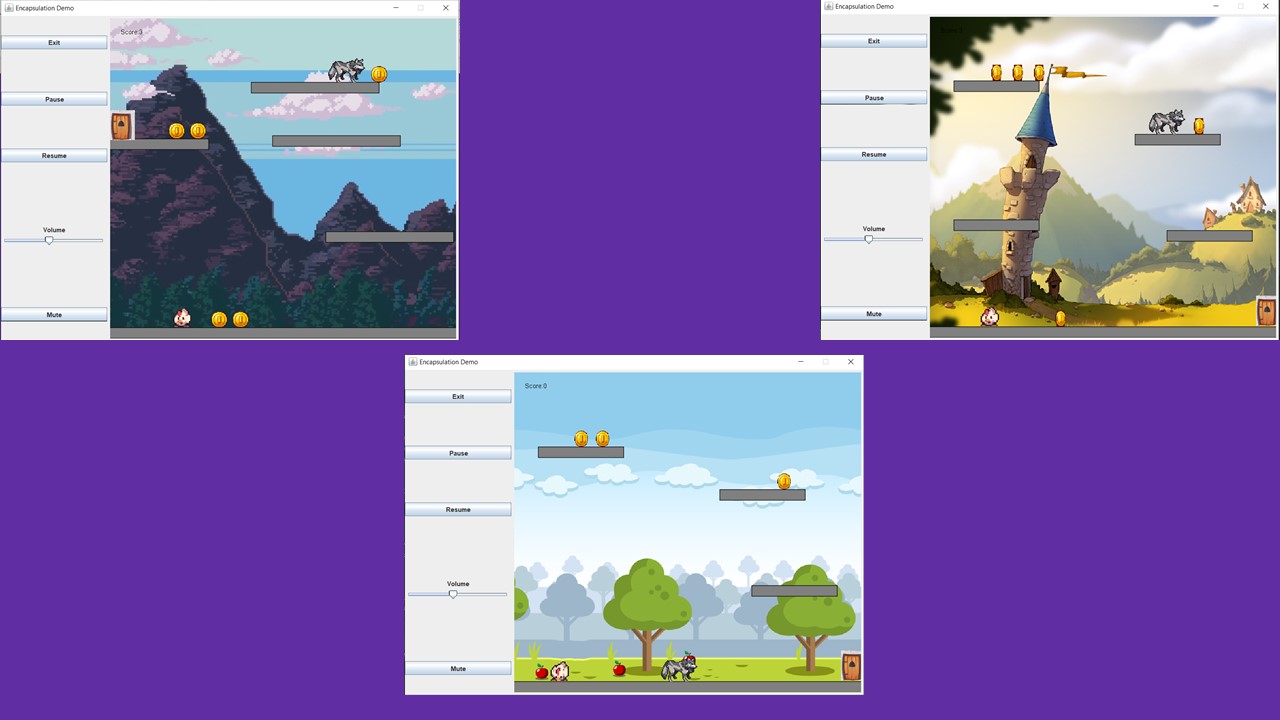 Encapsulation Demo
Exit
Pause
Resume
Volume
Mute
Score:3
Encapsulation Demo
Exit
Pause
Resume
Volume
Mute
Encapsulation Demo
Exit
Pause
Resume
Volume
Mute
Score:0